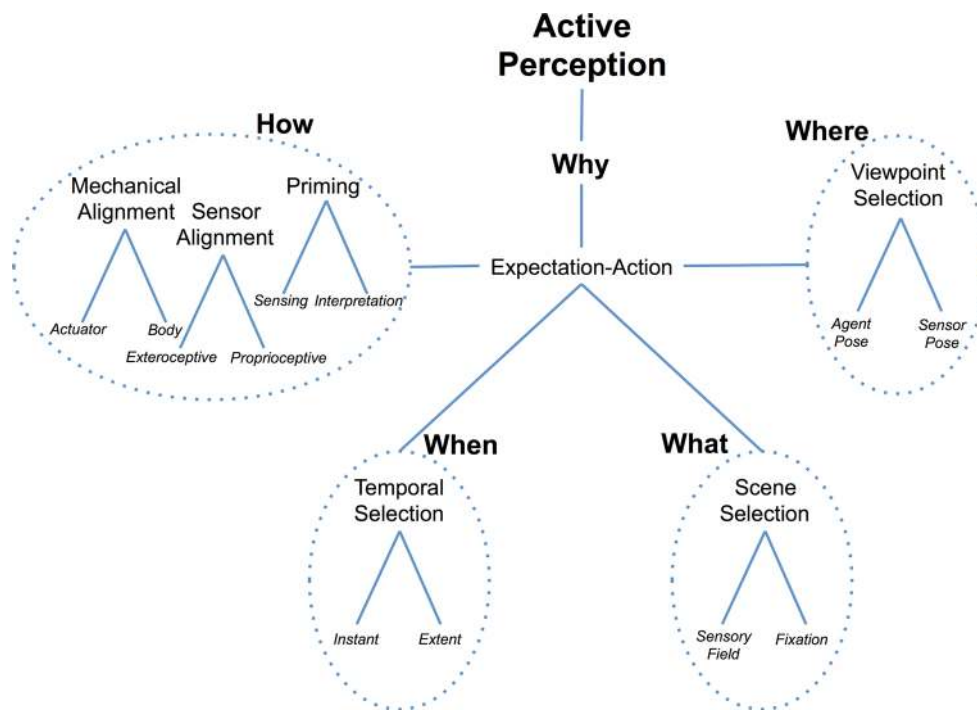 Active
Perception
How
Where
Why
Mechanical
Alignment
Sensor
Alignment
Priming
Viewpoint
Selection
Expectation-Action
Sensing
Interpretation
Actuator
Body
Exteroceptive
Proprioceptive
Agent
Pose
Sensor
Pose
When
What
Temporal
Selection
Scene
Selection
Instant
Extent
Sensory
Field
Fixation